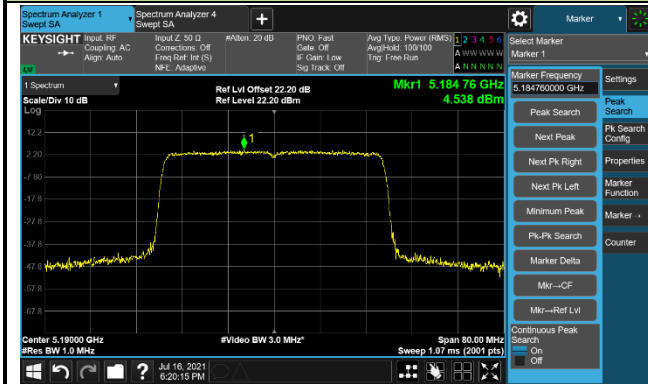 Spectrum Analyzer 1
Swept SA
Spectrum Analyzer 4
Swept SA
+
Marker
KEYSIGHT
Input: RF
Coupling: AC
Align: Auto
Input Z: 50 Ω
Corrections: Off
Freq Ref: Int (S)
NFE: Adaptive
#Atten: 20 dB
PNO: Fast
Gate: Off
IF Gain: Low
Sig Track: Off
Avg Type: Power (RMS)
Avg|Hold: 100/100
Trig: Free Run
1 2 3 4 5 6
A W W W W W
A N N N N N
Select Marker
Marker 1
1 Spectrum
Scale/Div 10 dB
Log
Ref Lvl Offset 22.20 dB
Ref Level 22.20 dBm
Mkr1 5.184 76 GHz
4.538 dBm
1
12.2
2.20
-7.80
-17.8
-27.8
-37.8
-47.8
-57.8
-67.8
Center 5.19000 GHz
#Res BW 1.0 MHz
#Video BW 3.0 MHz*
Span 80.00 MHz
Sweep 1.07 ms (2001 pts)
Marker Frequency
5.184760000 GHz
Peak Search
Next Peak
Next Pk Right
Next Pk Left
Minimum Peak
Pk-Pk Search
Marker Delta
Mkr→CF
Mkr→Ref Lvl
Continuous Peak
Search
On
Off
Settings
Peak
Search
Pk Search
Config
Properties
Marker
Function
Marker→
Counter
?
Jul 16, 2021
6:20:15 PM